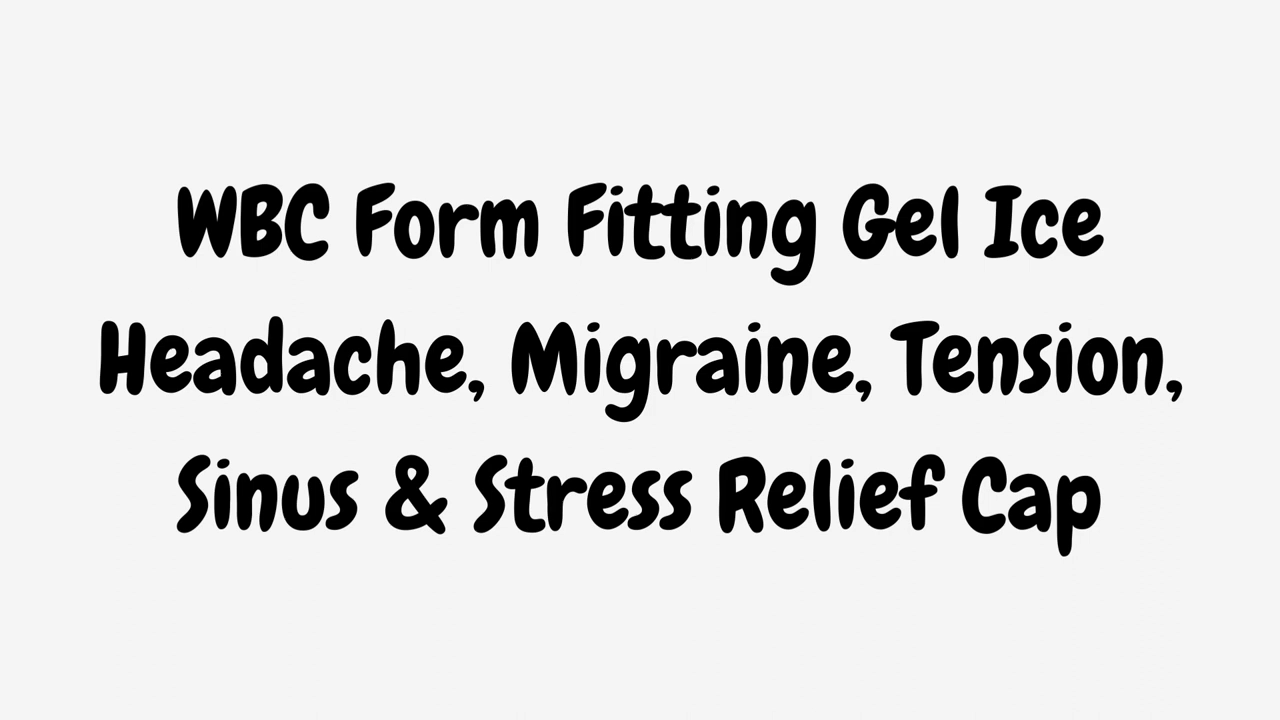 WBC Form Fitting Gel Ice
Headache, Migraine, Tension,
Sinus & Stress Relief Cap